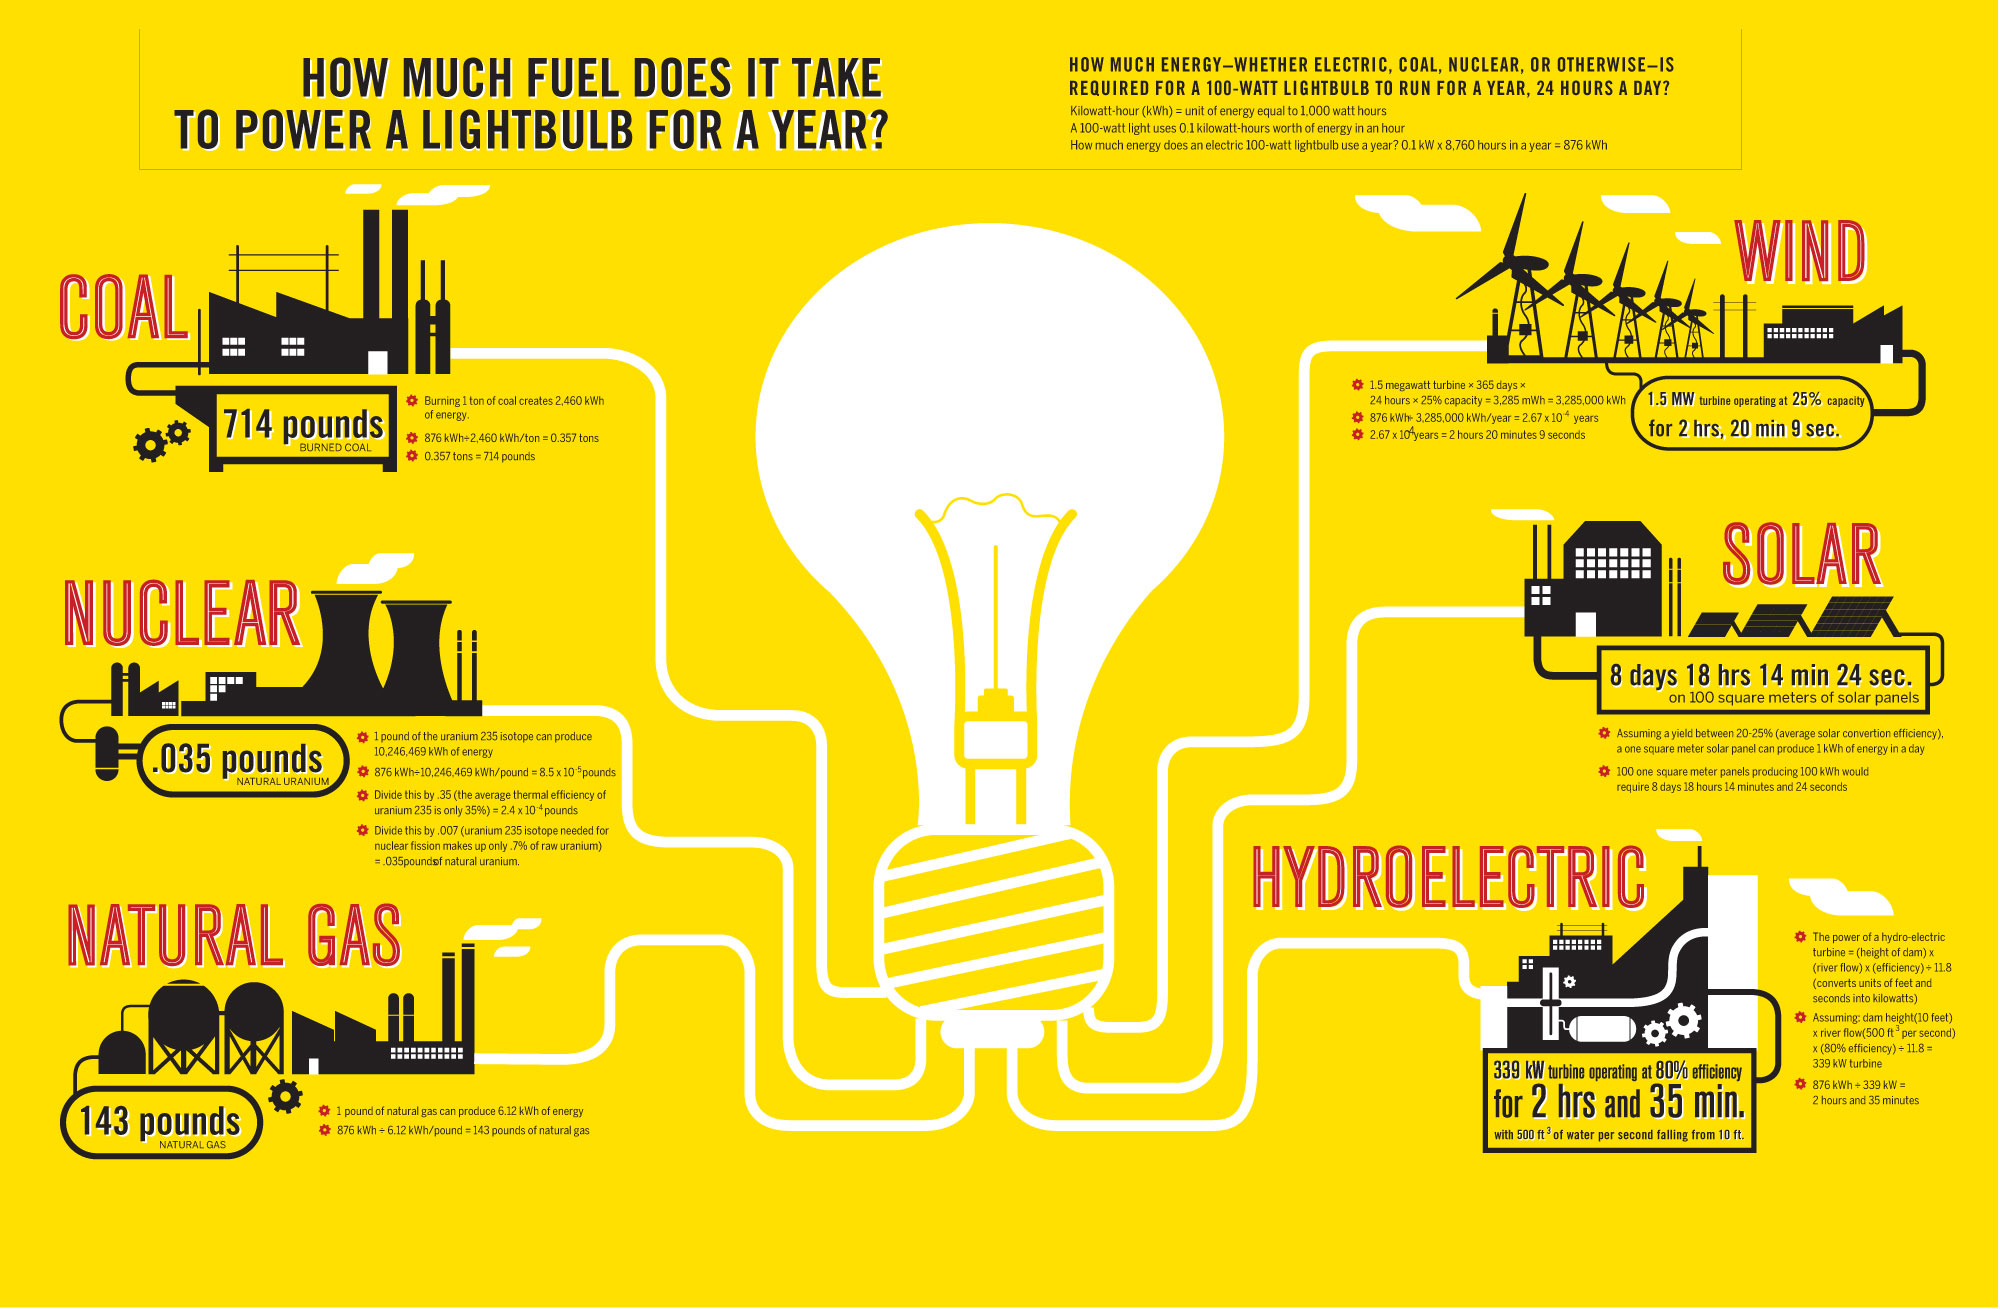 HOW MUCH FUEL DOES IT TAKE
TO POWER A LIGHTBULB FOR A YEAR?
HOW MUCH ENERGY—WHETHER ELECTRIC, COAL, NUCLEAR, OR OTHERWISE—IS
REQUIRED FOR A 100-WATT LIGHTBULB TO RUN FOR A YEAR, 24 HOURS A DAY?
Kilowatt-hour (kWh) = unit of energy equal to 1,000 watt hours
A 100-watt light uses 0.1 kilowatt-hours worth of energy in an hour
How much energy does an electric 100-watt lightbulb use a year? 0.1 kW x 8,760 hours in a year = 876 kWh
COAL
714 pounds
BURNED COAL
Burning 1 ton of coal creates 2,460 kWh
of energy.
876 kWh÷2,460 kWh/ton = 0.357 tons
0.357 tons = 714 pounds
NUCLEAR
.035 pounds
NATURAL URANIUM
1 pound of the uranium 235 isotope can produce
10,246,469 kWh of energy
876 kWh÷10,246,469 kWh/pound = 8.5 x 10⁻⁵ pounds
Divide this by .35 (the average thermal efficiency of
uranium 235 is only 35%) = 2.4 x 10⁻⁴ pounds
Divide this by .007 (uranium 235 isotope needed for
nuclear fission makes up only .7% of raw uranium)
= .035pounds of natural uranium.
NATURAL GAS
143 pounds
NATURAL GAS
1 pound of natural gas can produce 6.12 kWh of energy
876 kWh ÷ 6.12 kWh/pound = 143 pounds of natural gas
WIND
1.5 megawatt turbine × 365 days ×
24 hours × 25% capacity = 3,285 mWh = 3,285,000 kWh
876 kWh÷ 3,285,000 kWh/year = 2.67 x 10⁻⁴ years
2.67 x 10⁻⁴ years = 2 hours 20 minutes 9 seconds
1.5 MW turbine operating at 25% capacity
for 2 hrs, 20 min 9 sec.
SOLAR
8 days 18 hrs 14 min 24 sec.
on 100 square meters of solar panels
Assuming a yield between 20-25% (average solar convertion efficiency),
a one square meter solar panel can produce 1 kWh of energy in a day
100 one square meter panels producing 100 kWh would
require 8 days 18 hours 14 minutes and 24 seconds
HYDROELECTRIC
339 kW turbine operating at 80% efficiency
for 2 hrs and 35 min.
with 500 ft³ of water per second falling from 10 ft.
The power of a hydro-electric
turbine = (height of dam) x
(river flow) x (efficiency) ÷ 11.8
(converts units of feet and
seconds into kilowatts)
Assuming: dam height(10 feet)
x river flow(500 ft³ per second)
x (80% efficiency) ÷ 11.8 =
339 kW turbine
876 kWh ÷ 339 kW =
2 hours and 35 minutes